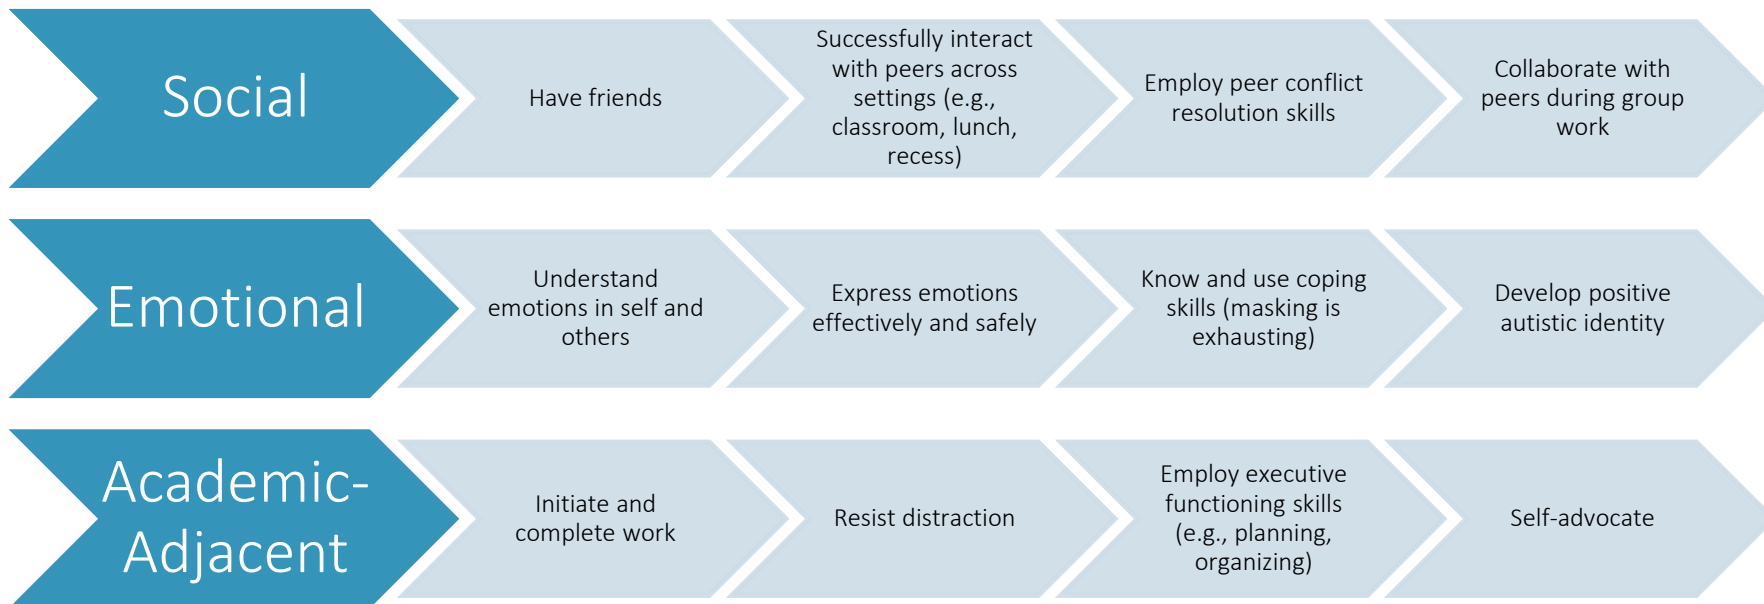 Social
Have friends
Successfully interact
with peers across
settings (e.g.,
classroom, lunch,
recess)
Employ peer conflict
resolution skills
Collaborate with
peers during group
work
Emotional
Understand
emotions in self and
others
Express emotions
effectively and safely
Know and use coping
skills (masking is
exhausting)
Develop positive
autistic identity
Academic-
Adjacent
Initiate and
complete work
Resist distraction
Employ executive
functioning skills
(e.g., planning,
organizing)
Self-advocate